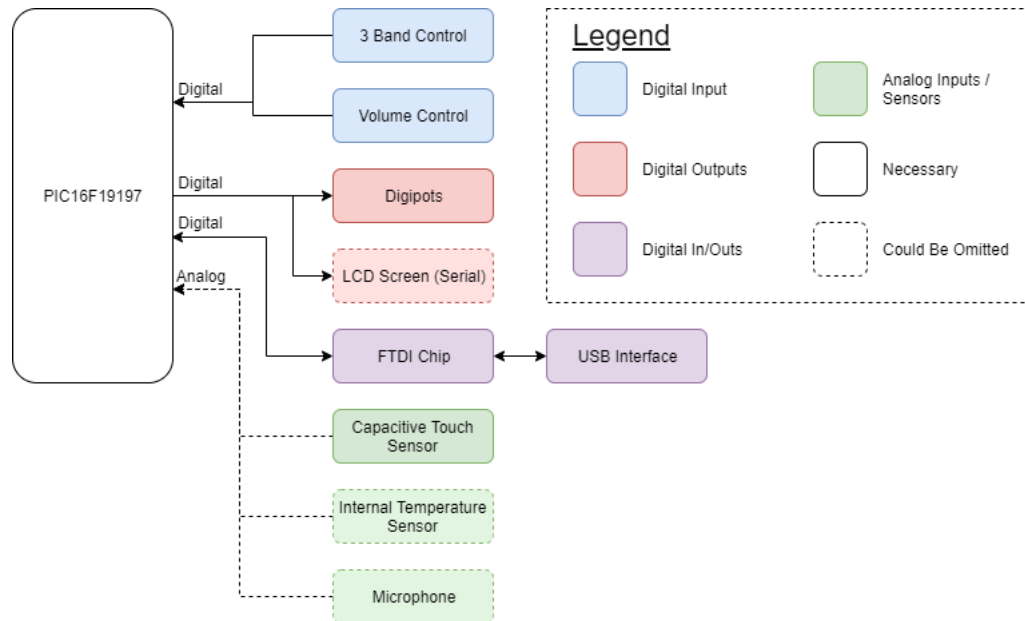 PIC16F19197
Digital
3 Band Control
Volume Control
Digital
Digipots
LCD Screen (Serial)
Digital
FTDI Chip
USB Interface
Analog
Capacitive Touch
Sensor
Internal Temperature
Sensor
Microphone
Legend
Digital Input
Analog Inputs /
Sensors
Digital Outputs
Necessary
Digital In/Outs
Could Be Omitted